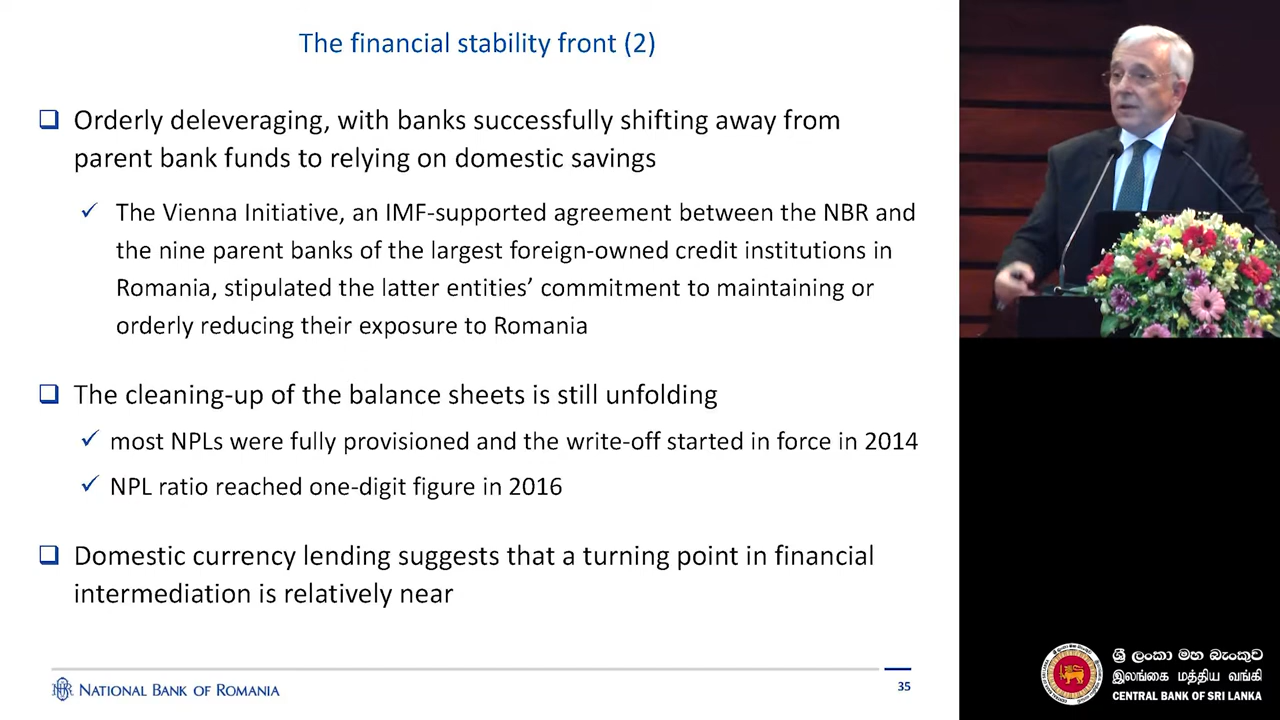 The financial stability front (2)
Orderly deleveraging, with banks successfully shifting away from
parent bank funds to relying on domestic savings
The Vienna Initiative, an IMF-supported agreement between the NBR and
the nine parent banks of the largest foreign-owned credit institutions in
Romania, stipulated the latter entities’ commitment to maintaining or
orderly reducing their exposure to Romania
The cleaning-up of the balance sheets is still unfolding
most NPLs were fully provisioned and the write-off started in force in 2014
NPL ratio reached one-digit figure in 2016
Domestic currency lending suggests that a turning point in financial
intermediation is relatively near
NATIONAL BANK OF ROMANIA
35
ශ්‍රී ලංකා මහ බැංකුව
இலங்கை மத்திய வங்கி
CENTRAL BANK OF SRI LANKA